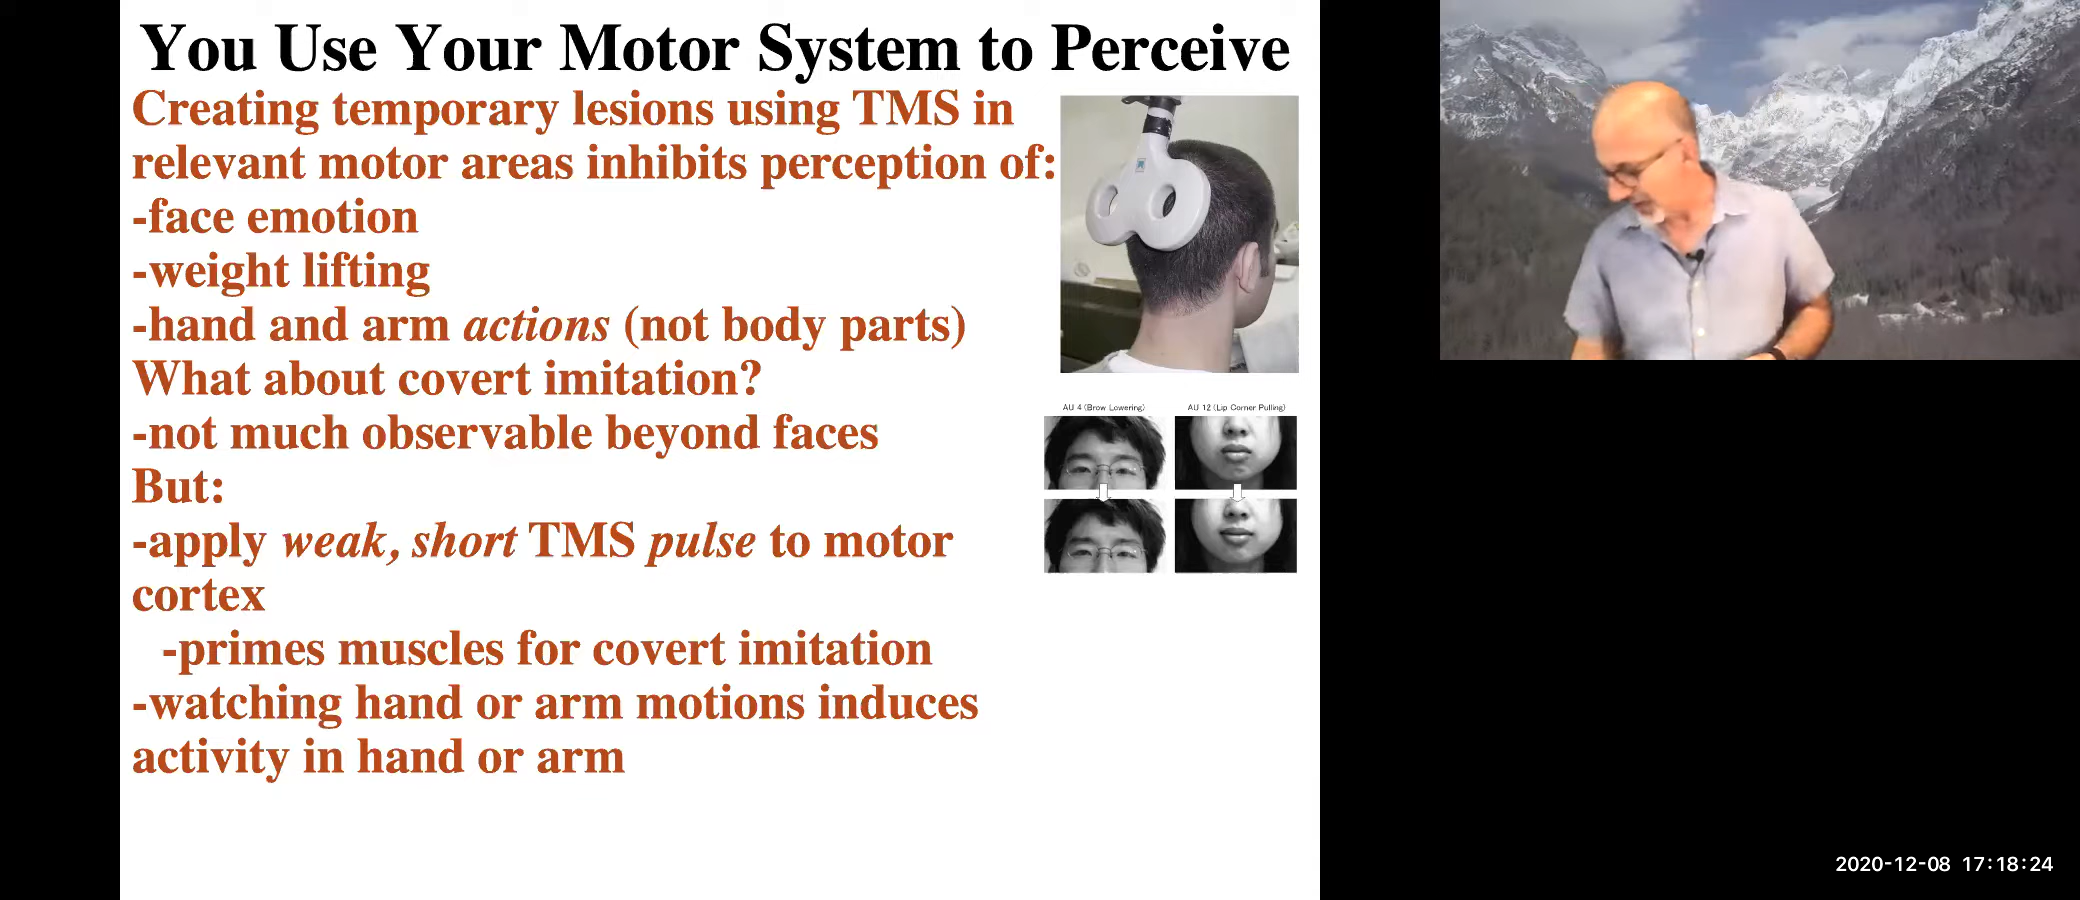 You Use Your Motor System to Perceive
Creating temporary lesions using TMS in
relevant motor areas inhibits perception of:
-face emotion
-weight lifting
-hand and arm actions (not body parts)
What about covert imitation?
-not much observable beyond faces
But:
-apply weak, short TMS pulse to motor
cortex
-primes muscles for covert imitation
-watching hand or arm motions induces
activity in hand or arm
AU 4 (Brow Lowering)
AU 12 (Lip Corner Pulling)
2020-12-08 17:18:24